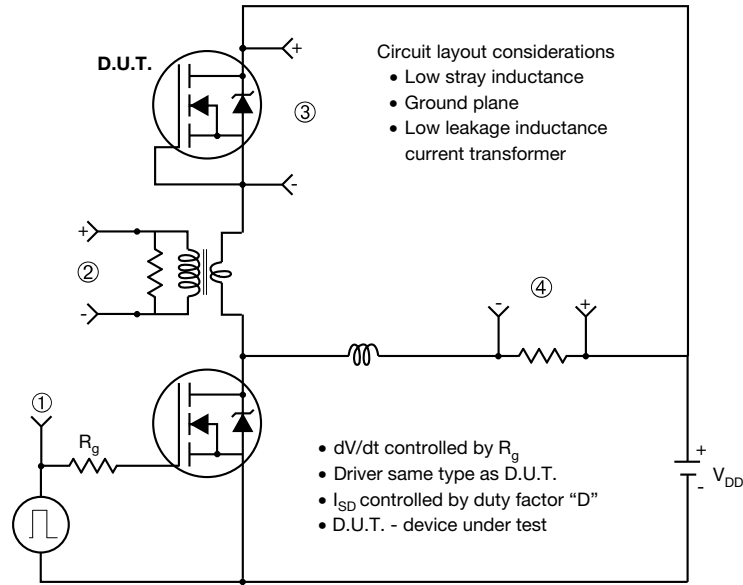 D.U.T.
+
Circuit layout considerations
• Low stray inductance
• Ground plane
• Low leakage inductance
current transformer
③
-
+
②
-
④
- +
①
R_g
• dV/dt controlled by R_g
• Driver same type as D.U.T.
• I_SD controlled by duty factor “D”
• D.U.T. - device under test
+
V_DD
-